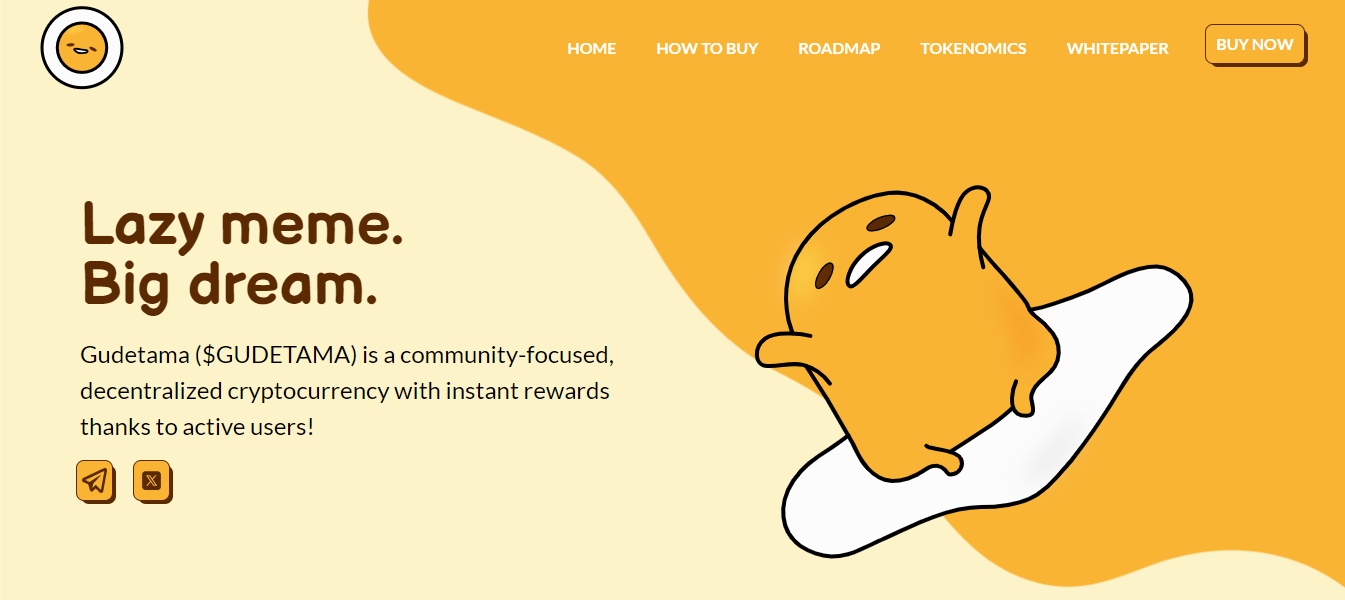 HOME HOW TO BUY ROADMAP TOKENOMICS WHITEPAPER BUY NOW
Lazy meme.
Big dream.
Gudetama ($GUDETAMA) is a community-focused,
decentralized cryptocurrency with instant rewards
thanks to active users!